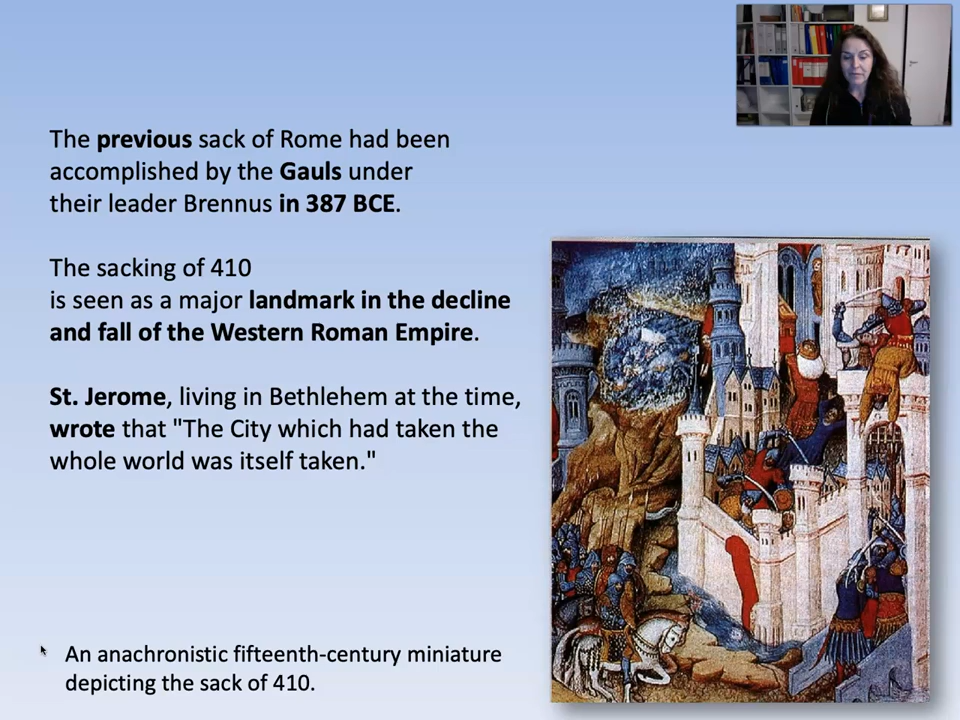 The previous sack of Rome had been
accomplished by the Gauls under
their leader Brennus in 387 BCE.
The sacking of 410
is seen as a major landmark in the decline
and fall of the Western Roman Empire.
St. Jerome, living in Bethlehem at the time,
wrote that "The City which had taken the
whole world was itself taken."
An anachronistic fifteenth-century miniature
depicting the sack of 410.